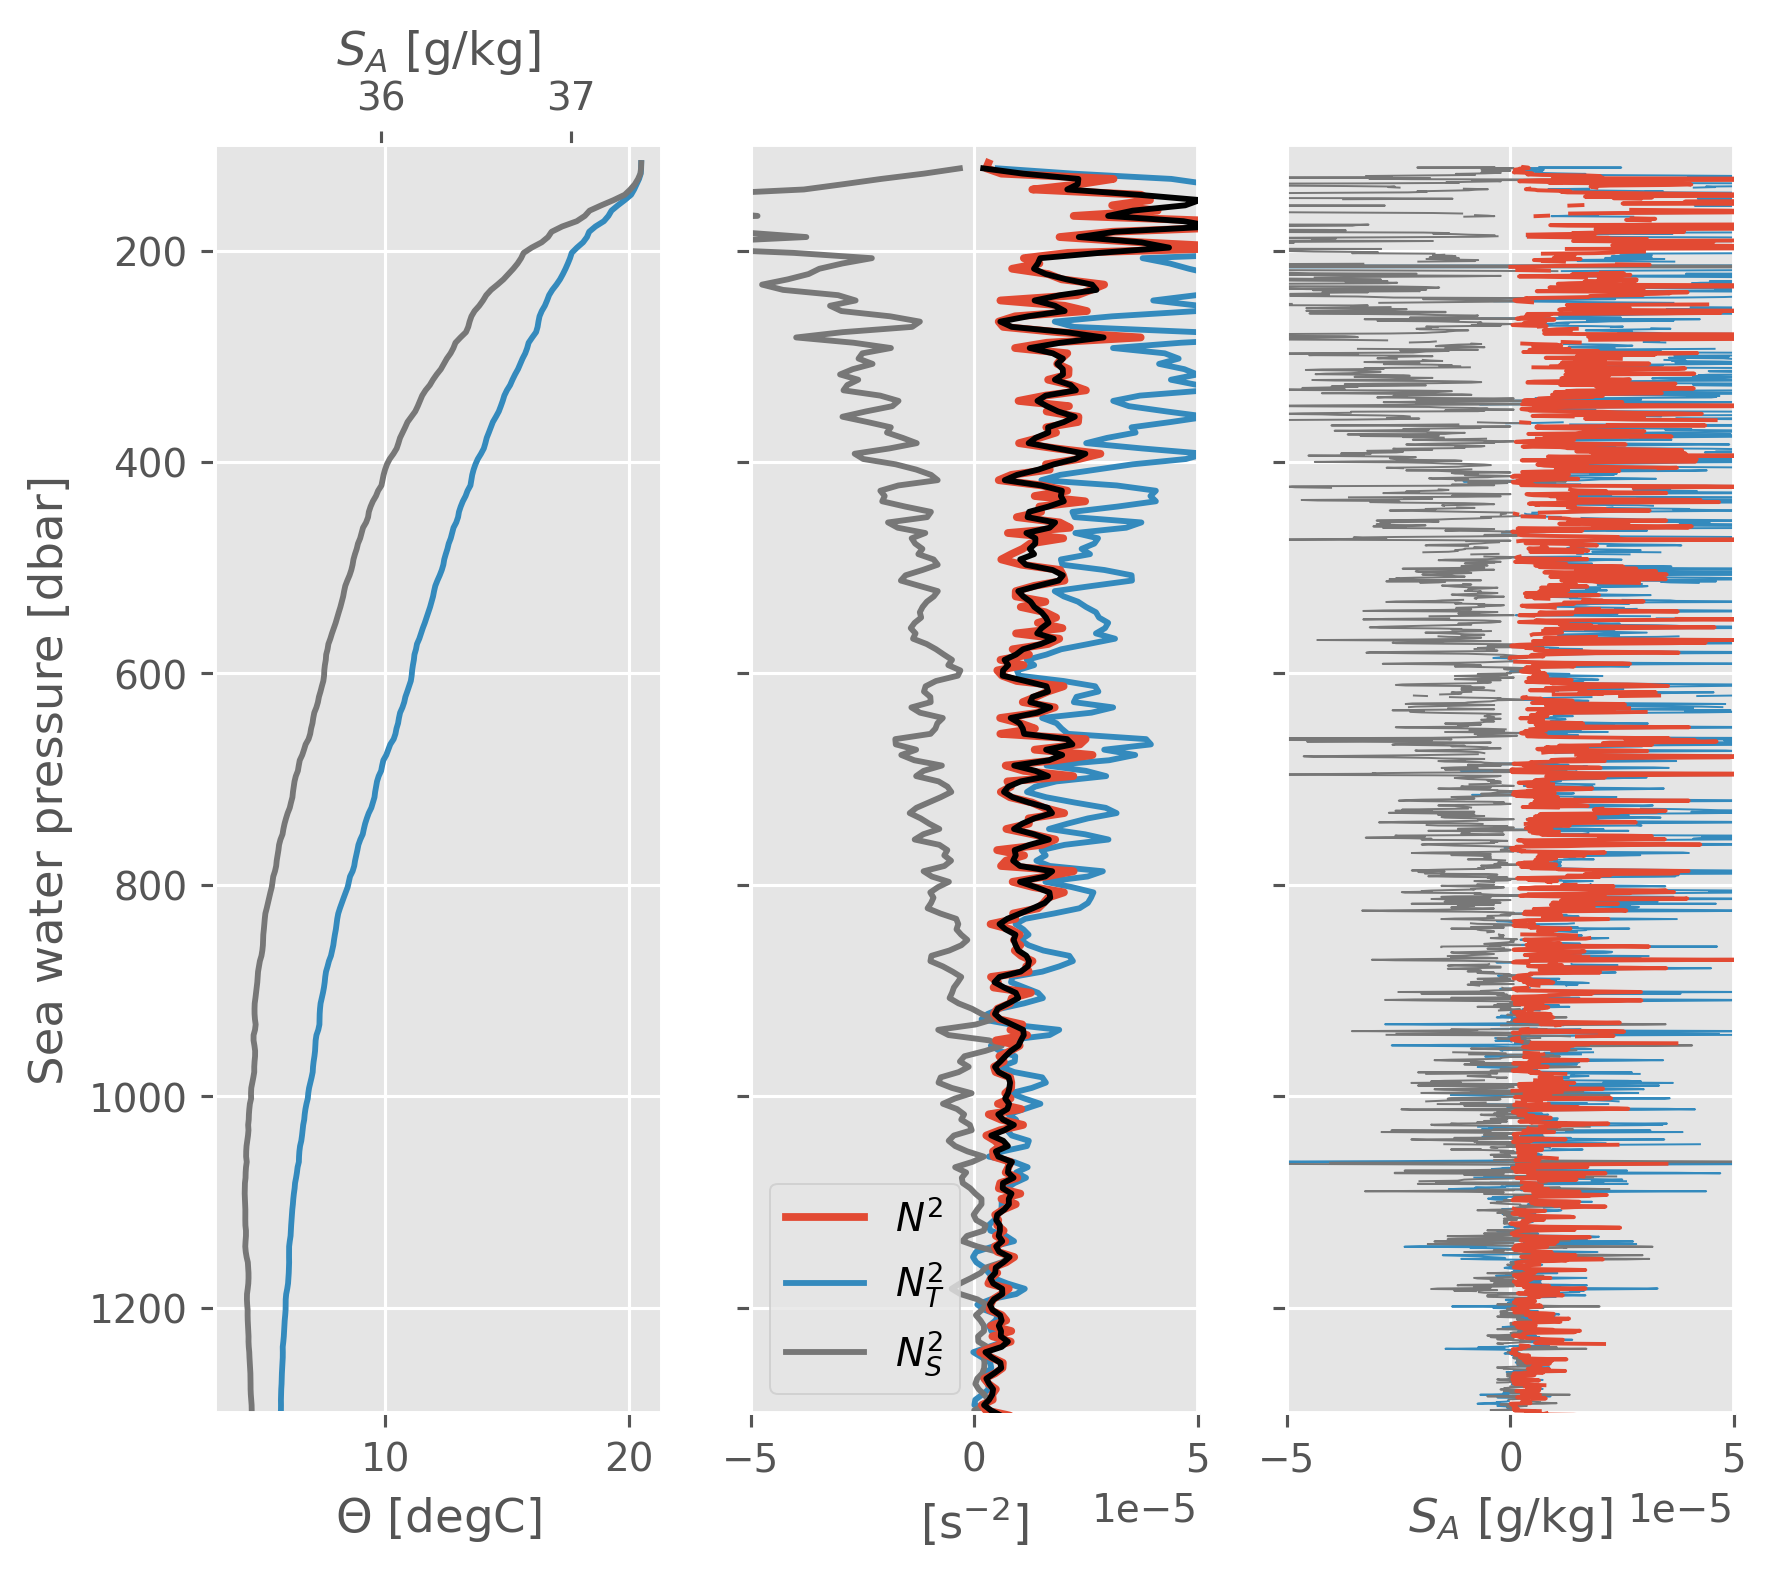 S_A [g/kg]
36 37
Sea water pressure [dbar]
200
400
600
800
1000
1200
10 20
Θ [degC]
N²
N²_T
N²_S
−5 0 5
[s⁻²] 1e−5
−5 0 5
S_A [g/kg] 1e−5